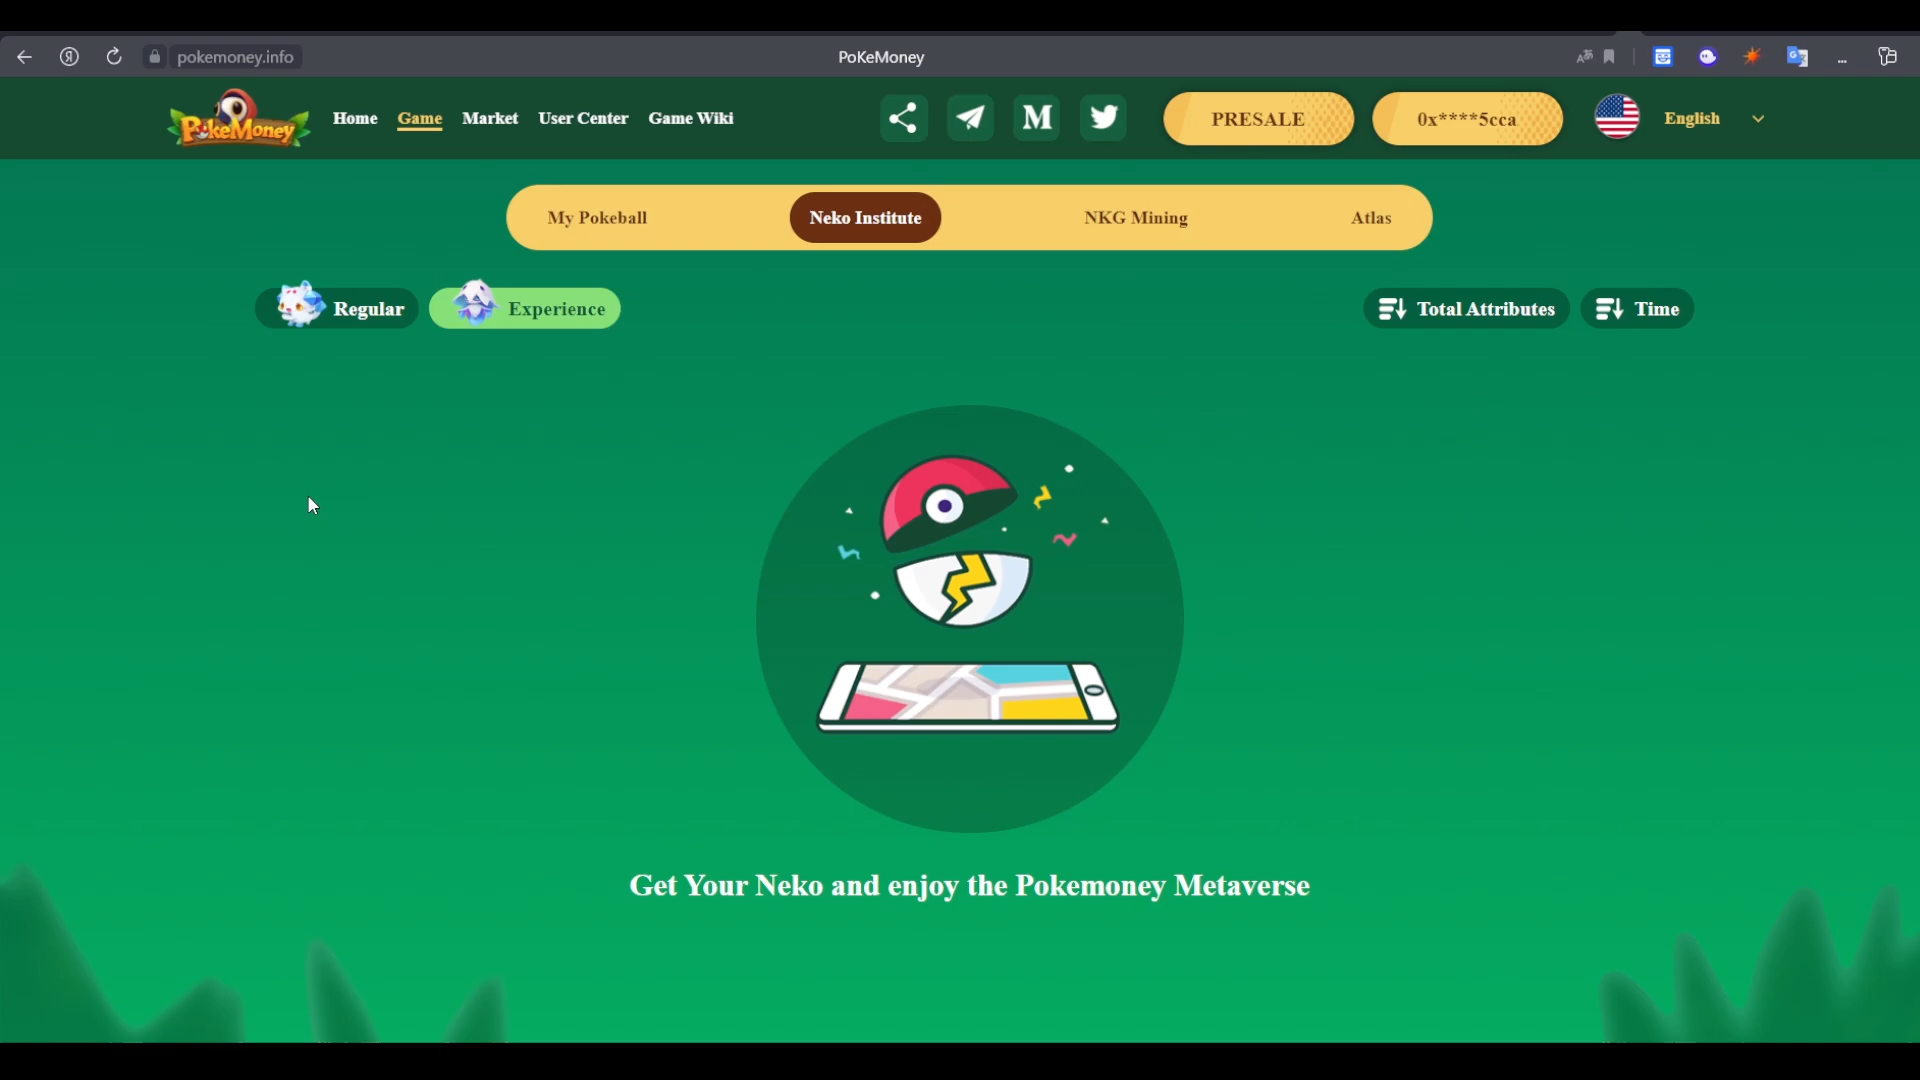 pokemoney.info
PoKeMoney
PokeMoney
Home
Game
Market
User Center
Game Wiki
M
PRESALE
0x****5cca
English
My Pokeball
Neko Institute
NKG Mining
Atlas
Regular
Experience
Total Attributes
Time
Get Your Neko and enjoy the Pokemoney Metaverse